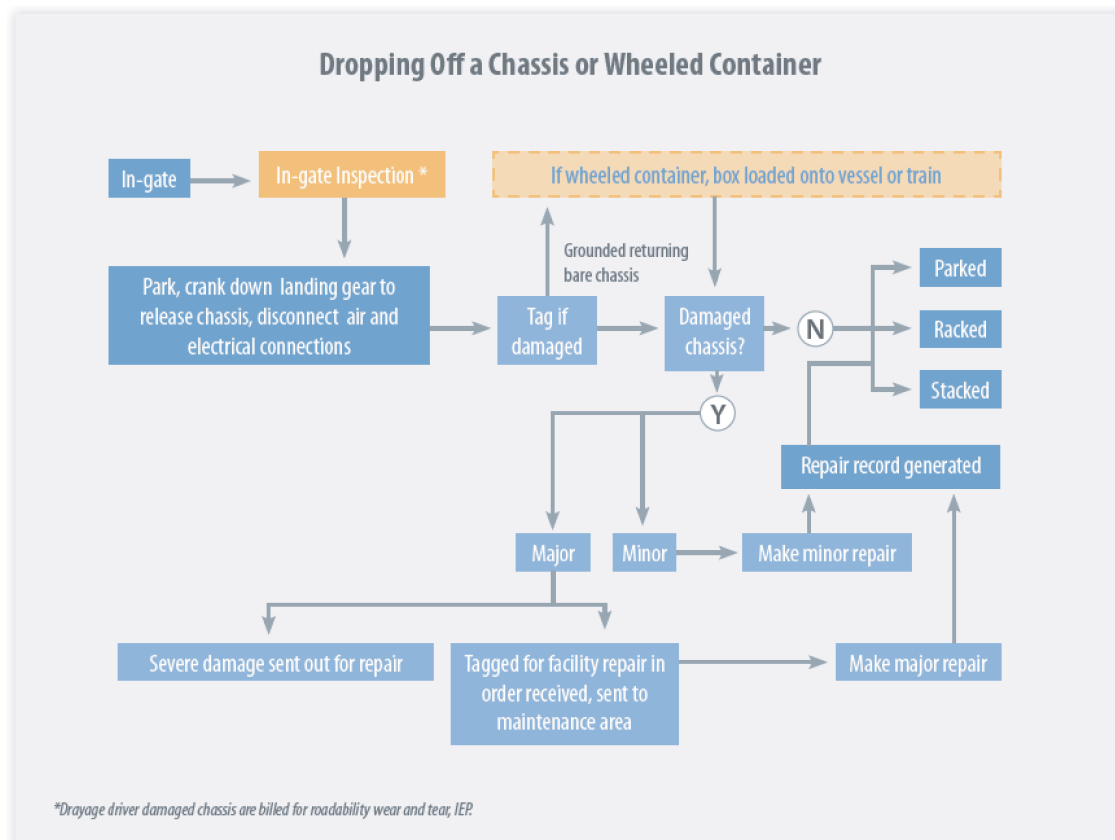 Dropping Off a Chassis or Wheeled Container
In-gate
In-gate Inspection *
If wheeled container, box loaded onto vessel or train
Park, crank down landing gear to
release chassis, disconnect air and
electrical connections
Grounded returning
bare chassis
Tag if
damaged
Damaged
chassis?
N
Parked
Racked
Stacked
Y
Repair record generated
Major
Minor
Make minor repair
Severe damage sent out for repair
Tagged for facility repair in
order received, sent to
maintenance area
Make major repair
*Drayage driver damaged chassis are billed for roadability wear and tear, IEP.